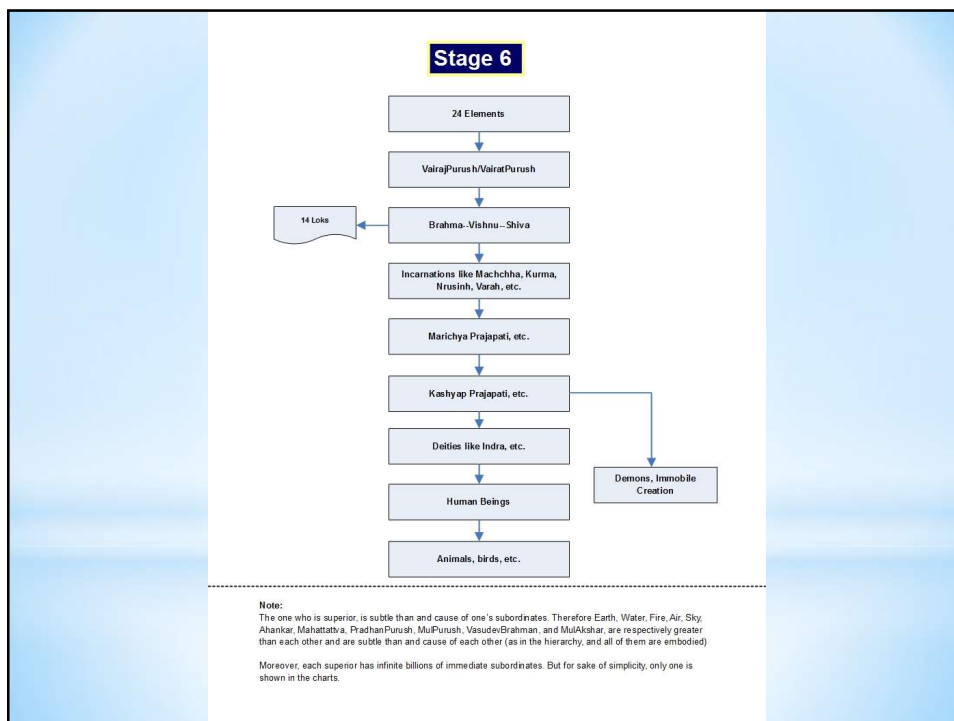 Stage 6
24 Elements
VairajPurush/VairatPurush
14 Loks
Brahma--Vishnu--Shiva
Incarnations like Machchha, Kurma,
Nrusinh, Varah, etc.
Marichya Prajapati, etc.
Kashyap Prajapati, etc.
Deities like Indra, etc.
Demons, Immobile
Creation
Human Beings
Animals, birds, etc.
Note:
The one who is superior, is subtle than and cause of one's subordinates. Therefore Earth, Water, Fire, Air, Sky,
Ahankar, Mahattattva, PradhanPurush, MulPurush, VasudevBrahman, and MulAkshar, are respectively greater
than each other and are subtle than and cause of each other (as in the hierarchy, and all of them are embodied)
Moreover, each superior has infinite billions of immediate subordinates. But for sake of simplicity, only one is
shown in the charts.